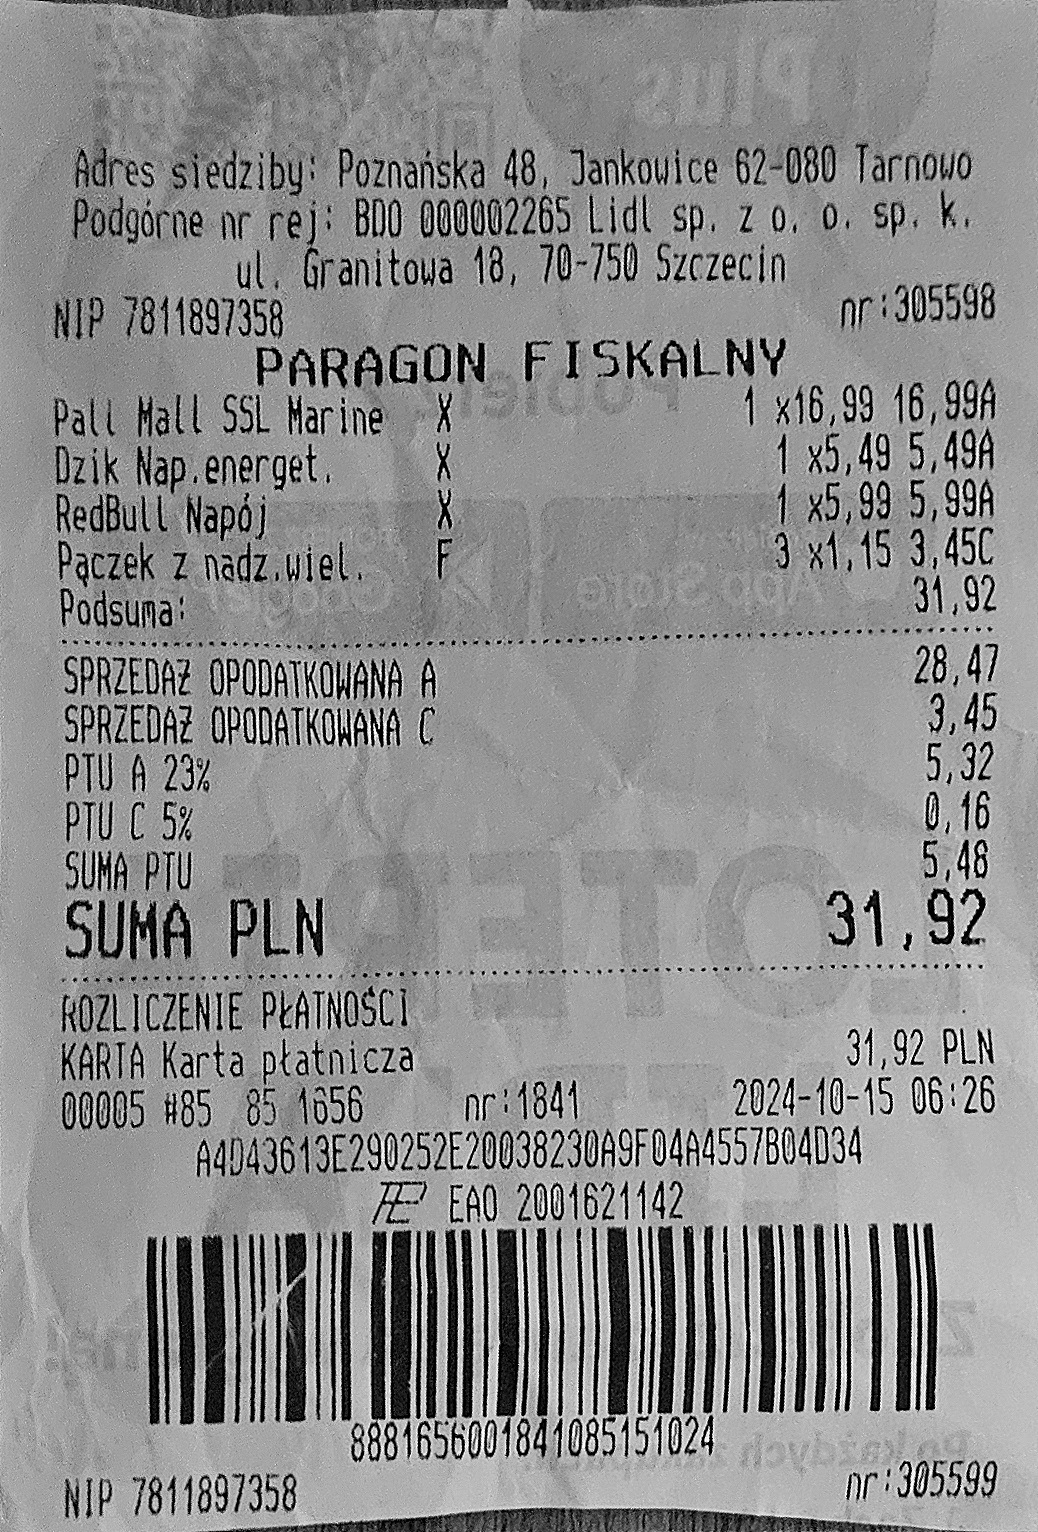 Plus
Adres siedziby: Poznańska 48, Jankowice 62-080 Tarnowo
Podgórne nr rej: BDO 000002265 Lidl sp. z o. o. sp. k.
ul. Granitowa 18, 70-750 Szczecin
NIP 7811897358 nr:305598
PARAGON FISKALNY
Pall Mall SSL Marine X 1 x16,99 16,99A
Dzik Nap.energet. X 1 x5,49 5,49A
RedBull Napój X 1 x5,99 5,99A
Pączek z nadz.wiel. F 3 x1,15 3,45C
Podsuma: 31,92
SPRZEDAŻ OPODATKOWANA A 28,47
SPRZEDAŻ OPODATKOWANA C 3,45
PTU A 23% 5,32
PTU C 5% 0,16
SUMA PTU 5,48
SUMA PLN 31,92
ROZLICZENIE PŁATNOŚCI
KARTA Karta płatnicza 31,92 PLN
00005 #85 85 1656 nr:1841 2024-10-15 06:26
A4D43613E290252E20038230A9F04A4557B04D34
EAO 2001621142
8881656001841085151024
NIP 7811897358 nr:305599